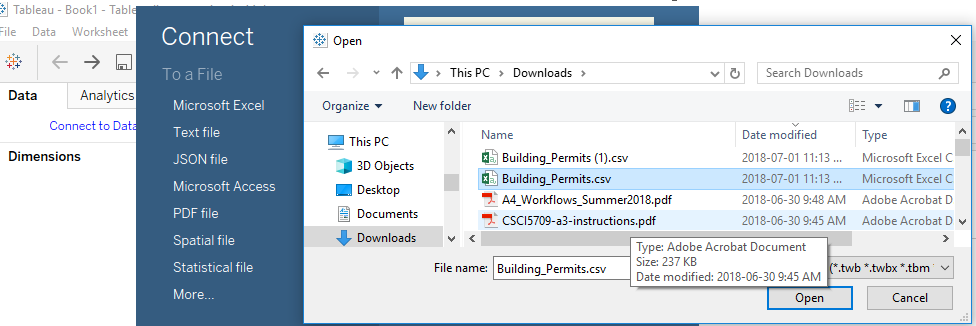 Tableau - Book1 - Table
File Data Worksheet
Data Analytics
Connect to Data
Dimensions
Connect
To a File
Microsoft Excel
Text file
JSON file
Microsoft Access
PDF file
Spatial file
Statistical file
More...
Open
This PC > Downloads >
Search Downloads
Organize New folder
This PC
3D Objects
Desktop
Documents
Downloads
Name Date modified Type
Building_Permits (1).csv 2018-07-01 11:13 ... Microsoft Excel C
Building_Permits.csv 2018-07-01 11:13 ... Microsoft Excel C
A4_Workflows_Summer2018.pdf 2018-06-30 9:48 AM Adobe Acrobat D
CSCI5709-a3-instructions.pdf 2018-06-30 9:45 AM Adobe Acrobat D
Type: Adobe Acrobat Document
Size: 237 KB
Date modified: 2018-06-30 9:45 AM
File name: Building_Permits.csv (*.twb *.twbx *.tbm
Open Cancel